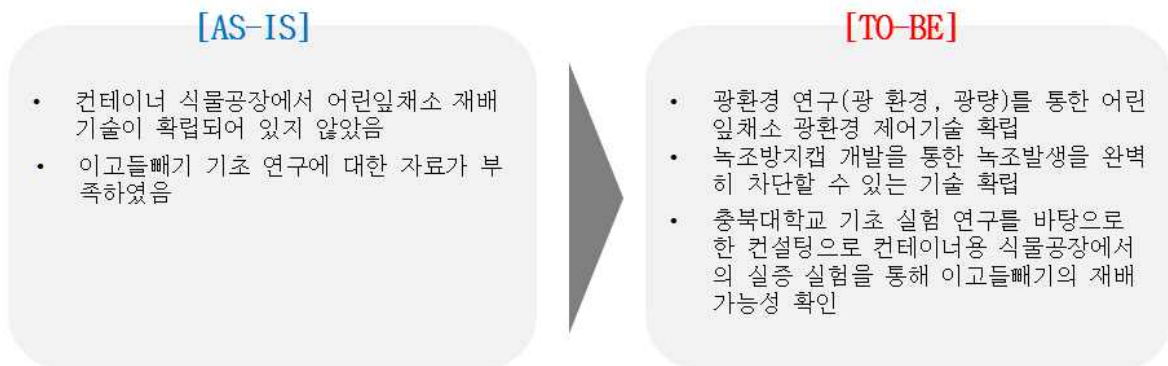 [AS-IS]
• 컨테이너 식물공장에서 어린잎채소 재배
기술이 확립되어 있지 않았음
• 이고들빼기 기초 연구에 대한 자료가 부
족하였음
[TO-BE]
• 광환경 연구(광 환경, 광량)를 통한 어린
잎채소 광환경 제어기술 확립
• 녹조방지캡 개발을 통한 녹조발생을 완벽
히 차단할 수 있는 기술 확립
• 충북대학교 기초 실험 연구를 바탕으로
한 컨설팅으로 컨테이너용 식물공장에서
의 실증 실험을 통해 이고들빼기의 재배
가능성 확인